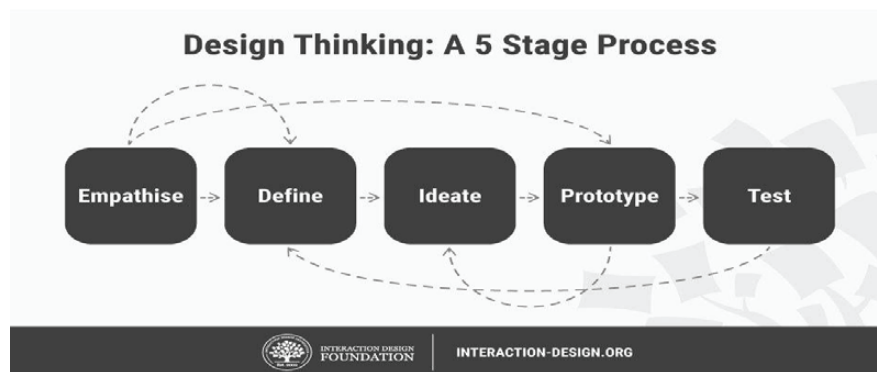 Design Thinking: A 5 Stage Process
Empathise
Define
Ideate
Prototype
Test
INTERACTION DESIGN
FOUNDATION
INTERACTION-DESIGN.ORG